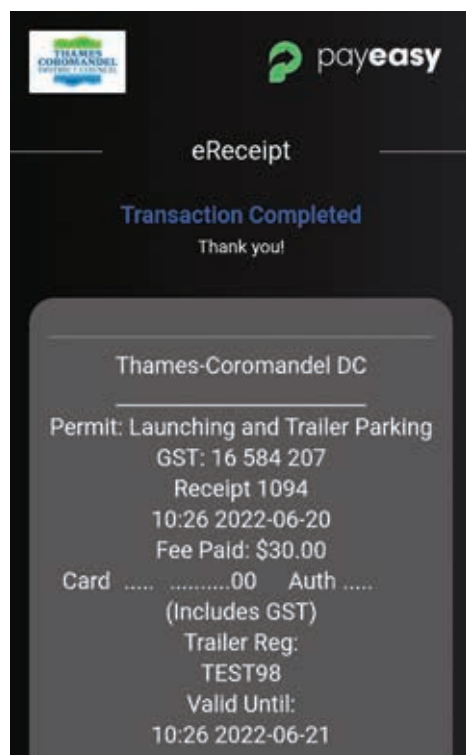 THAMES
COROMANDEL
DISTRICT COUNCIL
payeasy
eReceipt
Transaction Completed
Thank you!
Thames-Coromandel DC
Permit: Launching and Trailer Parking
GST: 16 584 207
Receipt 1094
10:26 2022-06-20
Fee Paid: $30.00
Card ..... ..........00 Auth .....
(Includes GST)
Trailer Reg:
TEST98
Valid Until:
10:26 2022-06-21